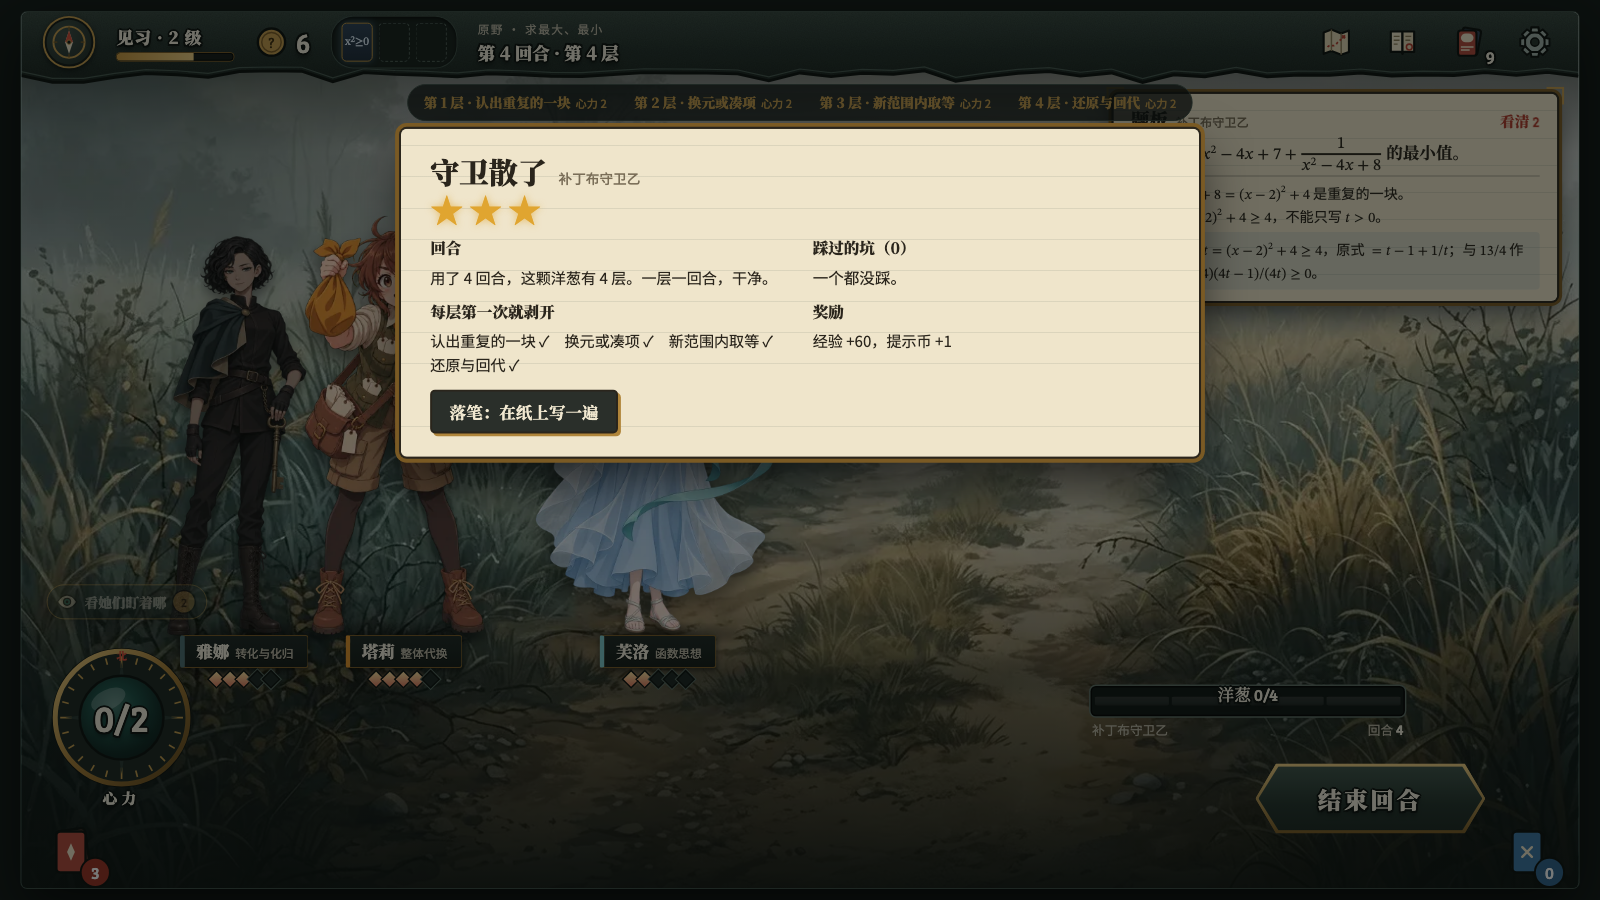 见习 · 2 级
? 6
x²≥0
原野 · 求最大、最小
第 4 回合 · 第 4 层
9
第 1 层 · 认出重复的一块 心力 2 第 2 层 · 换元或凑项 心力 2 第 3 层 · 新范围内取等 心力 2 第 4 层 · 还原与回代 心力 2
补丁布守卫乙 看清 2
x² − 4x + 7 + 1/(x² − 4x + 8) 的最小值。
+ 8 = (x − 2)² + 4 是重复的一块。
2)² + 4 ≥ 4，不能只写 t > 0。
t = (x − 2)² + 4 ≥ 4，原式 = t − 1 + 1/t；与 13/4 作
4)(4t − 1)/(4t) ≥ 0。
守卫散了 补丁布守卫乙
回合
用了 4 回合，这颗洋葱有 4 层。一层一回合，干净。
踩过的坑（0）
一个都没踩。
每层第一次就剥开
认出重复的一块 ✓ 换元或凑项 ✓ 新范围内取等 ✓
还原与回代 ✓
奖励
经验 +60，提示币 +1
落笔：在纸上写一遍
看她们盯着哪 2
雅娜 转化与化归
塔莉 整体代换
芙洛 函数思想
0/2
心力
洋葱 0/4
补丁布守卫乙 回合 4
结束回合
3
0